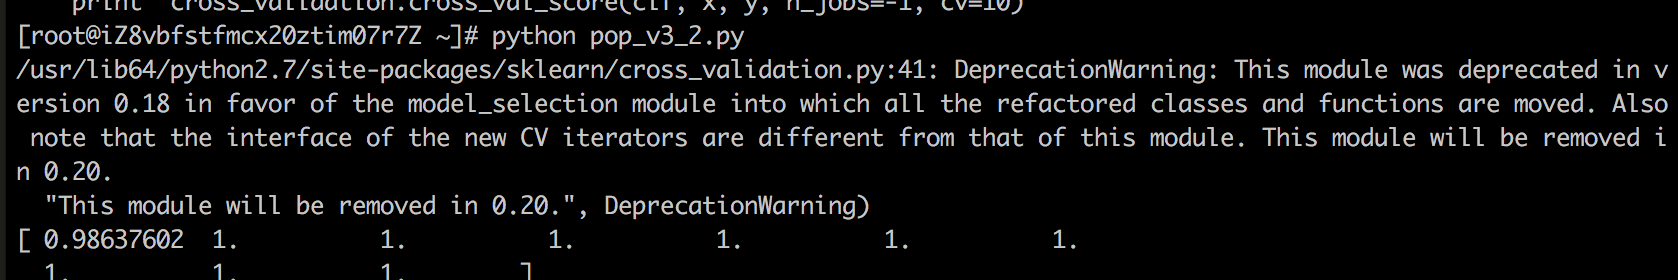 print cross_validation.cross_val_score(clf, x, y, n_jobs=-1, cv=10)
[root@iZ8vbfstfmcx20ztim07r7Z ~]# python pop_v3_2.py
/usr/lib64/python2.7/site-packages/sklearn/cross_validation.py:41: DeprecationWarning: This module was deprecated in v
ersion 0.18 in favor of the model_selection module into which all the refactored classes and functions are moved. Also
 note that the interface of the new CV iterators are different from that of this module. This module will be removed i
n 0.20.
  "This module will be removed in 0.20.", DeprecationWarning)
[ 0.98637602  1.          1.          1.          1.          1.          1.
  1.          1.          1.        ]